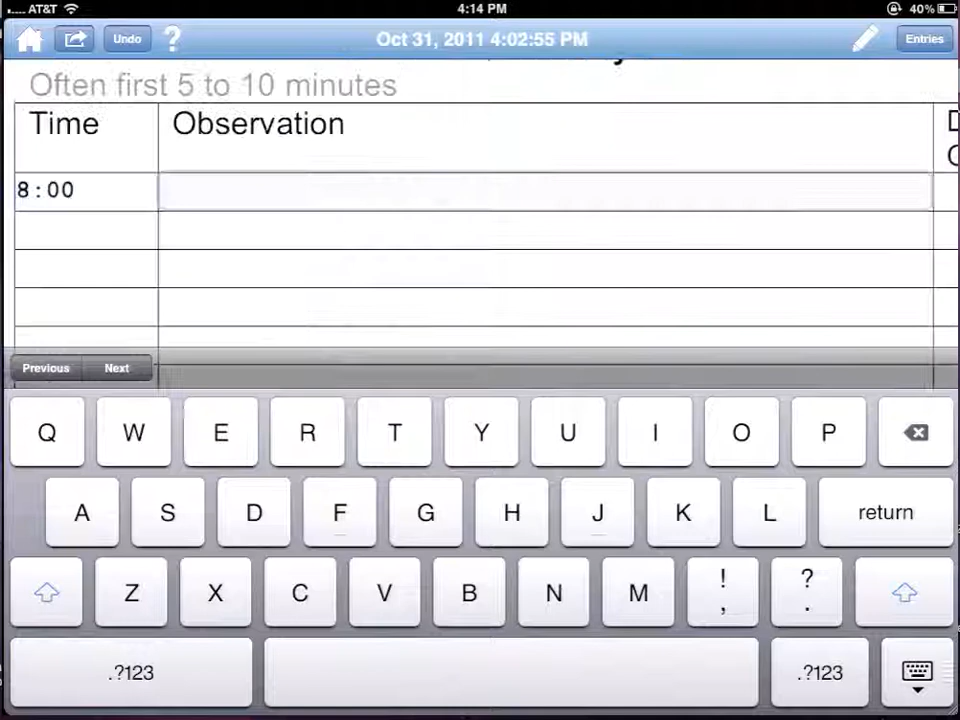 ..... AT&T 4:14 PM 40%
Undo ? Oct 31, 2011 4:02:55 PM Entries
Often first 5 to 10 minutes
Time Observation
8:00
Previous Next
Q W E R T Y U I O P
A S D F G H J K L return
Z X C V B N M ! , ? .
.?123 .?123